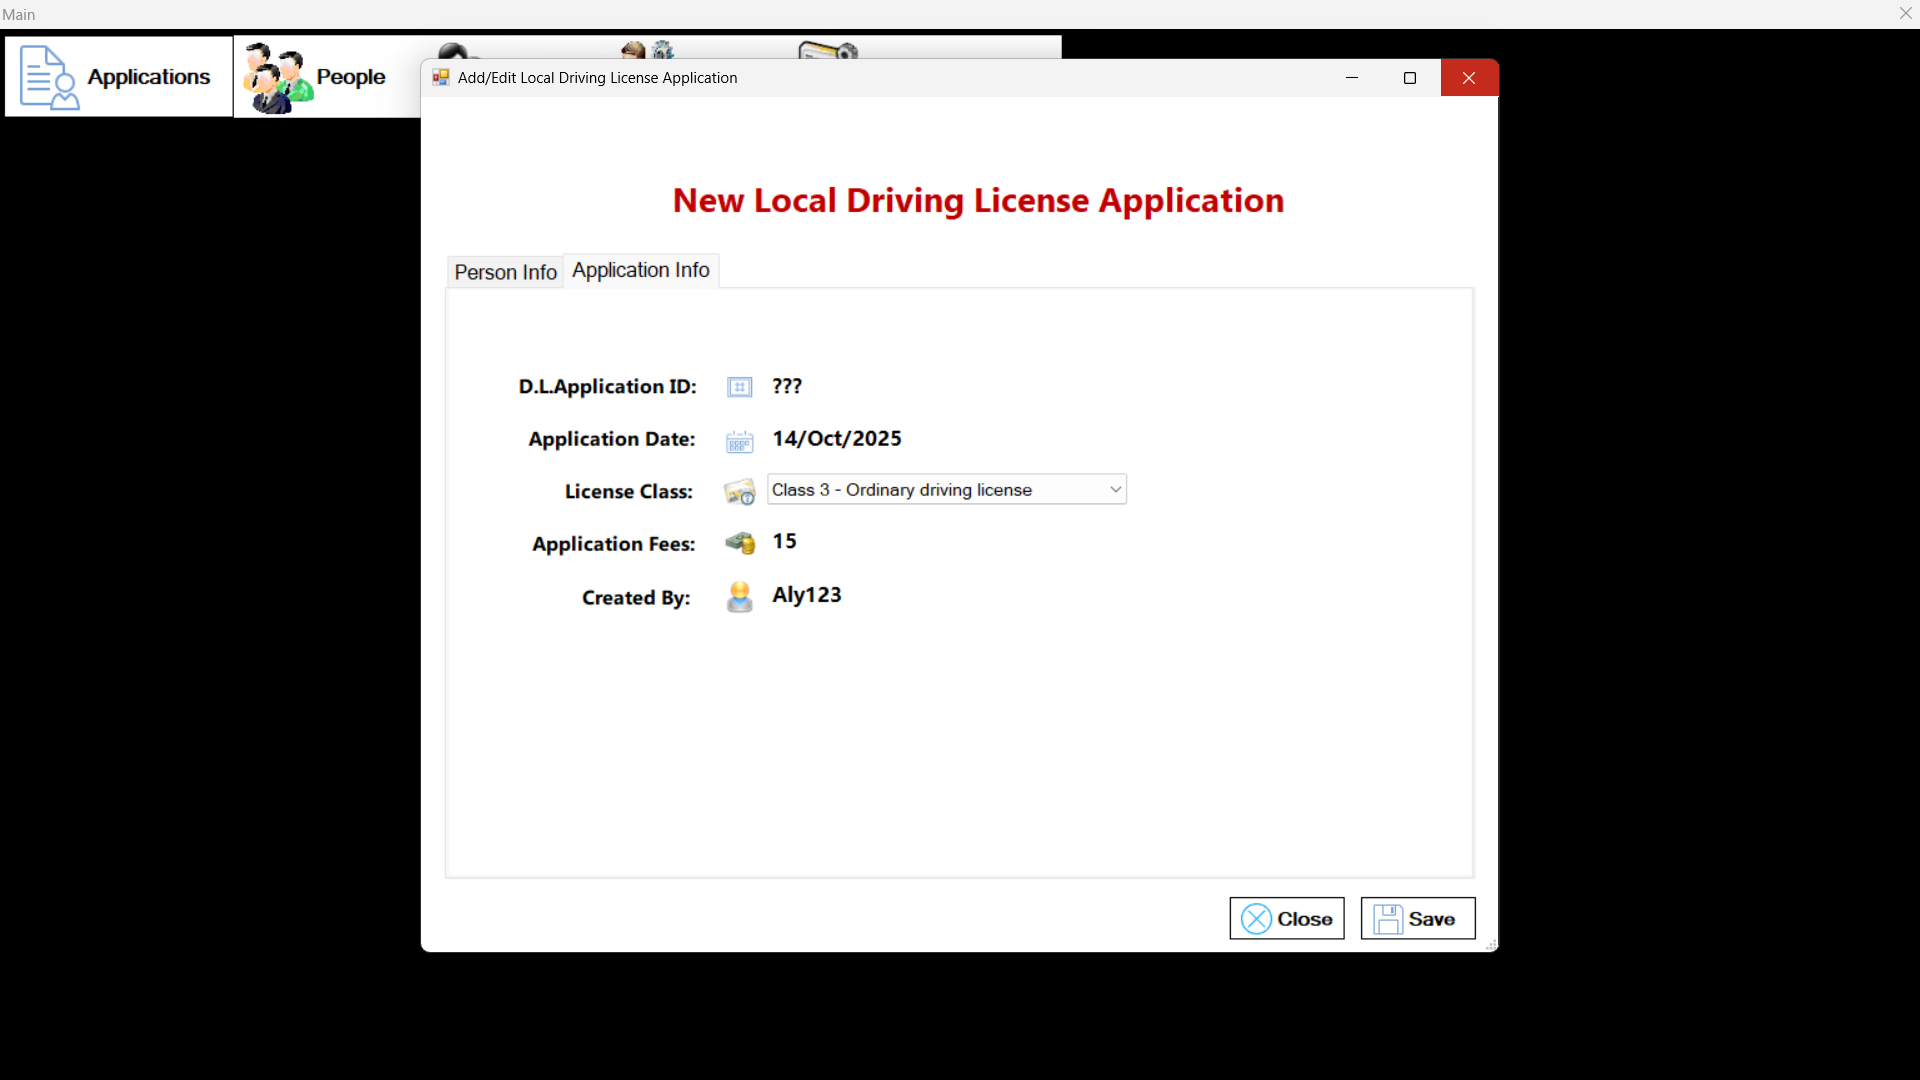 Main
Applications
People
Add/Edit Local Driving License Application
New Local Driving License Application
Person Info
Application Info
D.L.Application ID: ???
Application Date: 14/Oct/2025
License Class: Class 3 - Ordinary driving license
Application Fees: 15
Created By: Aly123
Close
Save